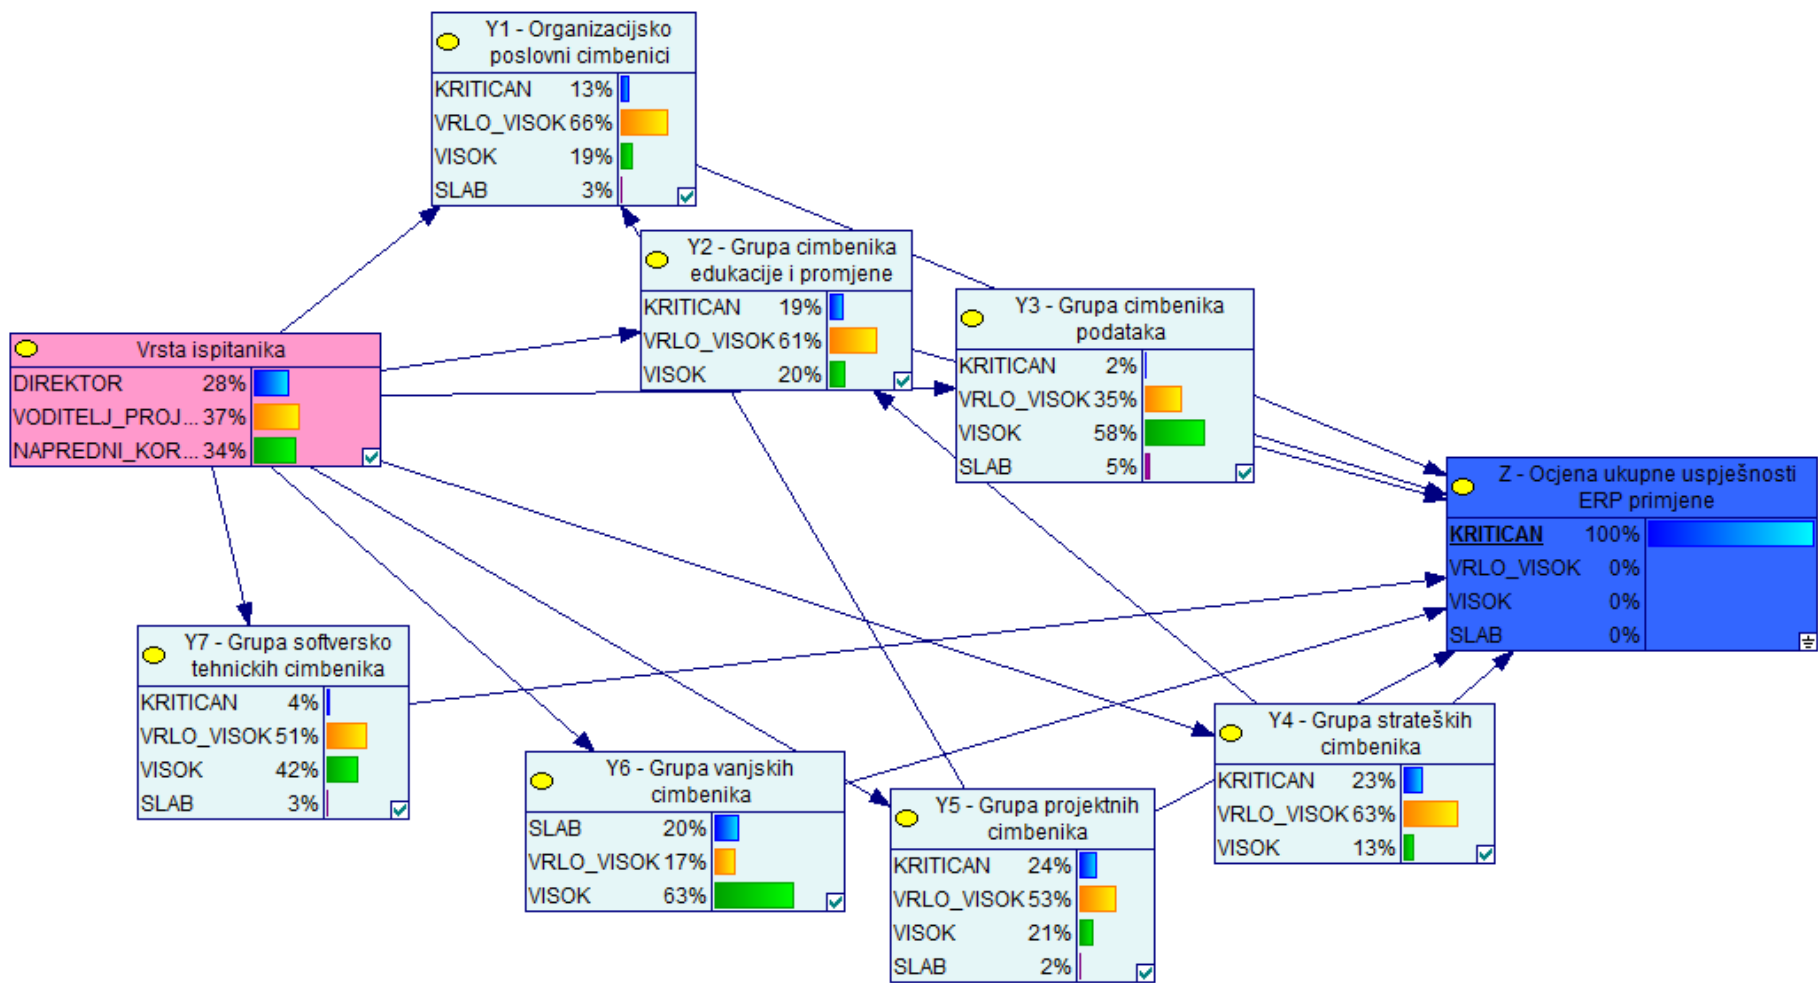 Y1 - Organizacijsko
poslovni cimbenici
KRITICAN 13%
VRLO_VISOK 66%
VISOK 19%
SLAB 3%
Y2 - Grupa cimbenika
edukacije i promjene
KRITICAN 19%
VRLO_VISOK 61%
VISOK 20%
Y3 - Grupa cimbenika
podataka
KRITICAN 2%
VRLO_VISOK 35%
VISOK 58%
SLAB 5%
Vrsta ispitanika
DIREKTOR 28%
VODITELJ_PROJ... 37%
NAPREDNI_KOR... 34%
Z - Ocjena ukupne uspješnosti
ERP primjene
KRITICAN 100%
VRLO_VISOK 0%
VISOK 0%
SLAB 0%
Y7 - Grupa softversko
tehnickih cimbenika
KRITICAN 4%
VRLO_VISOK 51%
VISOK 42%
SLAB 3%
Y6 - Grupa vanjskih
cimbenika
SLAB 20%
VRLO_VISOK 17%
VISOK 63%
Y5 - Grupa projektnih
cimbenika
KRITICAN 24%
VRLO_VISOK 53%
VISOK 21%
SLAB 2%
Y4 - Grupa strateških
cimbenika
KRITICAN 23%
VRLO_VISOK 63%
VISOK 13%